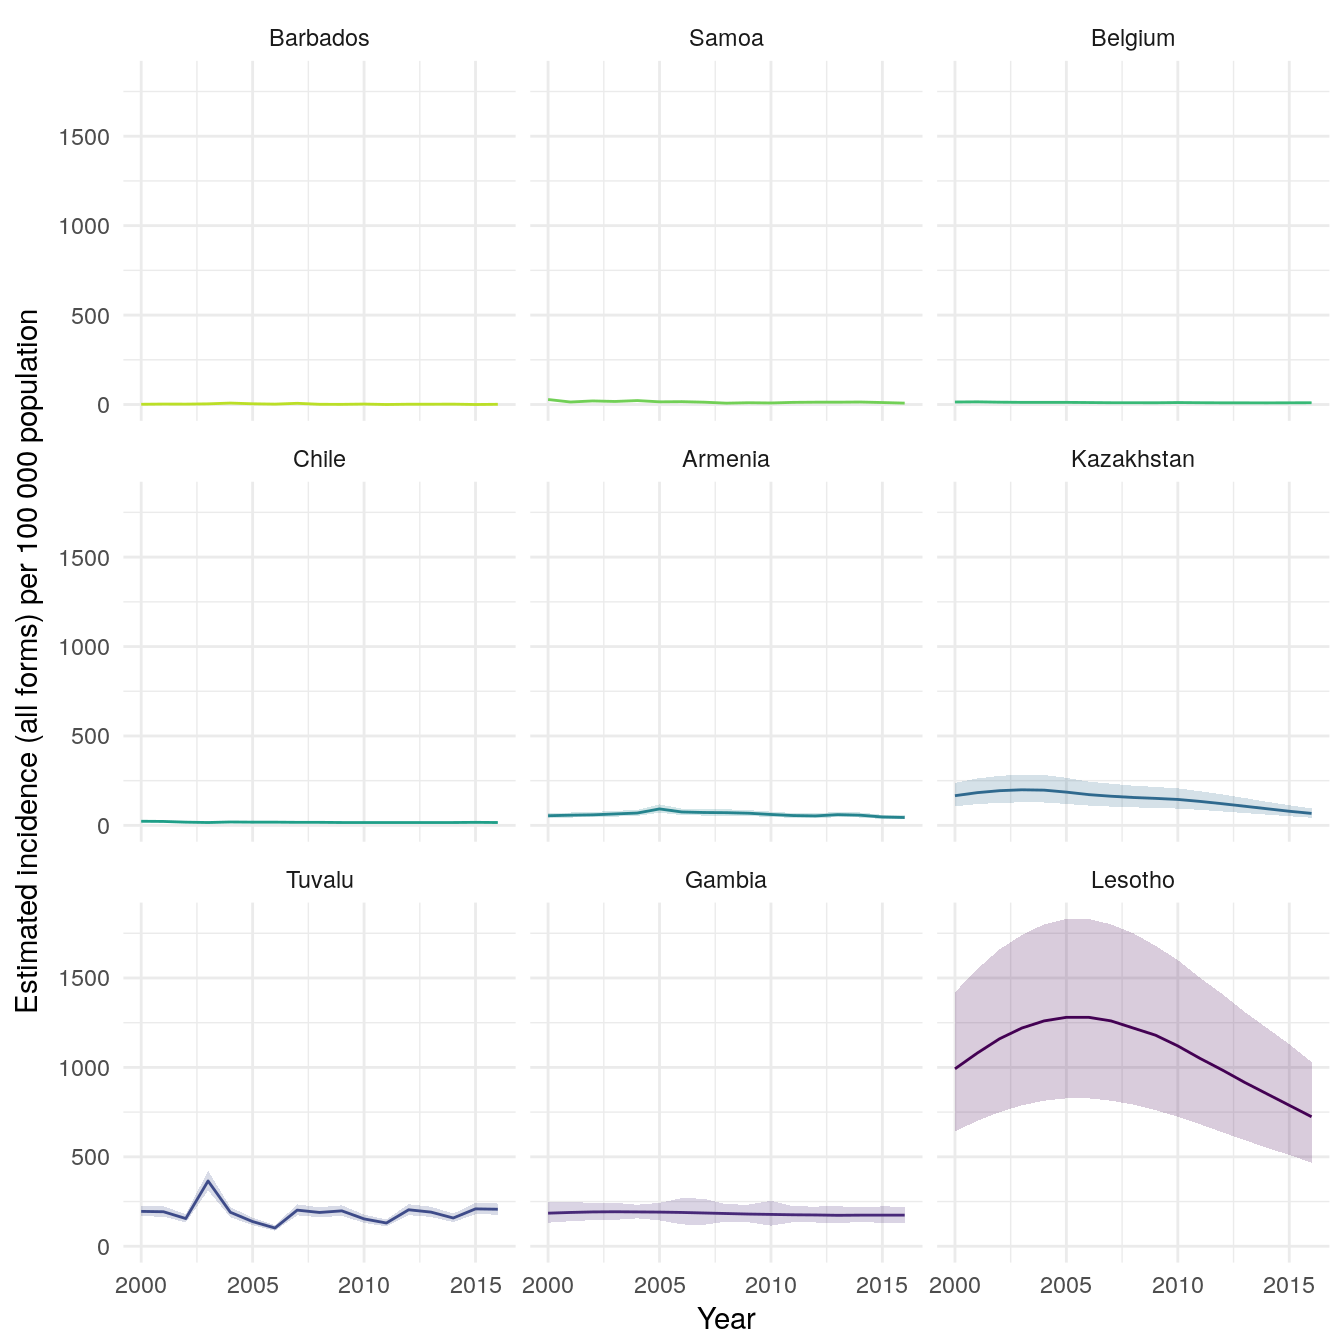 Barbados Samoa Belgium
1500
1000
500
0
Chile Armenia Kazakhstan
1500
1000
500
0
Tuvalu Gambia Lesotho
1500
1000
500
0
2000 2005 2010 2015 2000 2005 2010 2015 2000 2005 2010 2015
Year
Estimated incidence (all forms) per 100 000 population